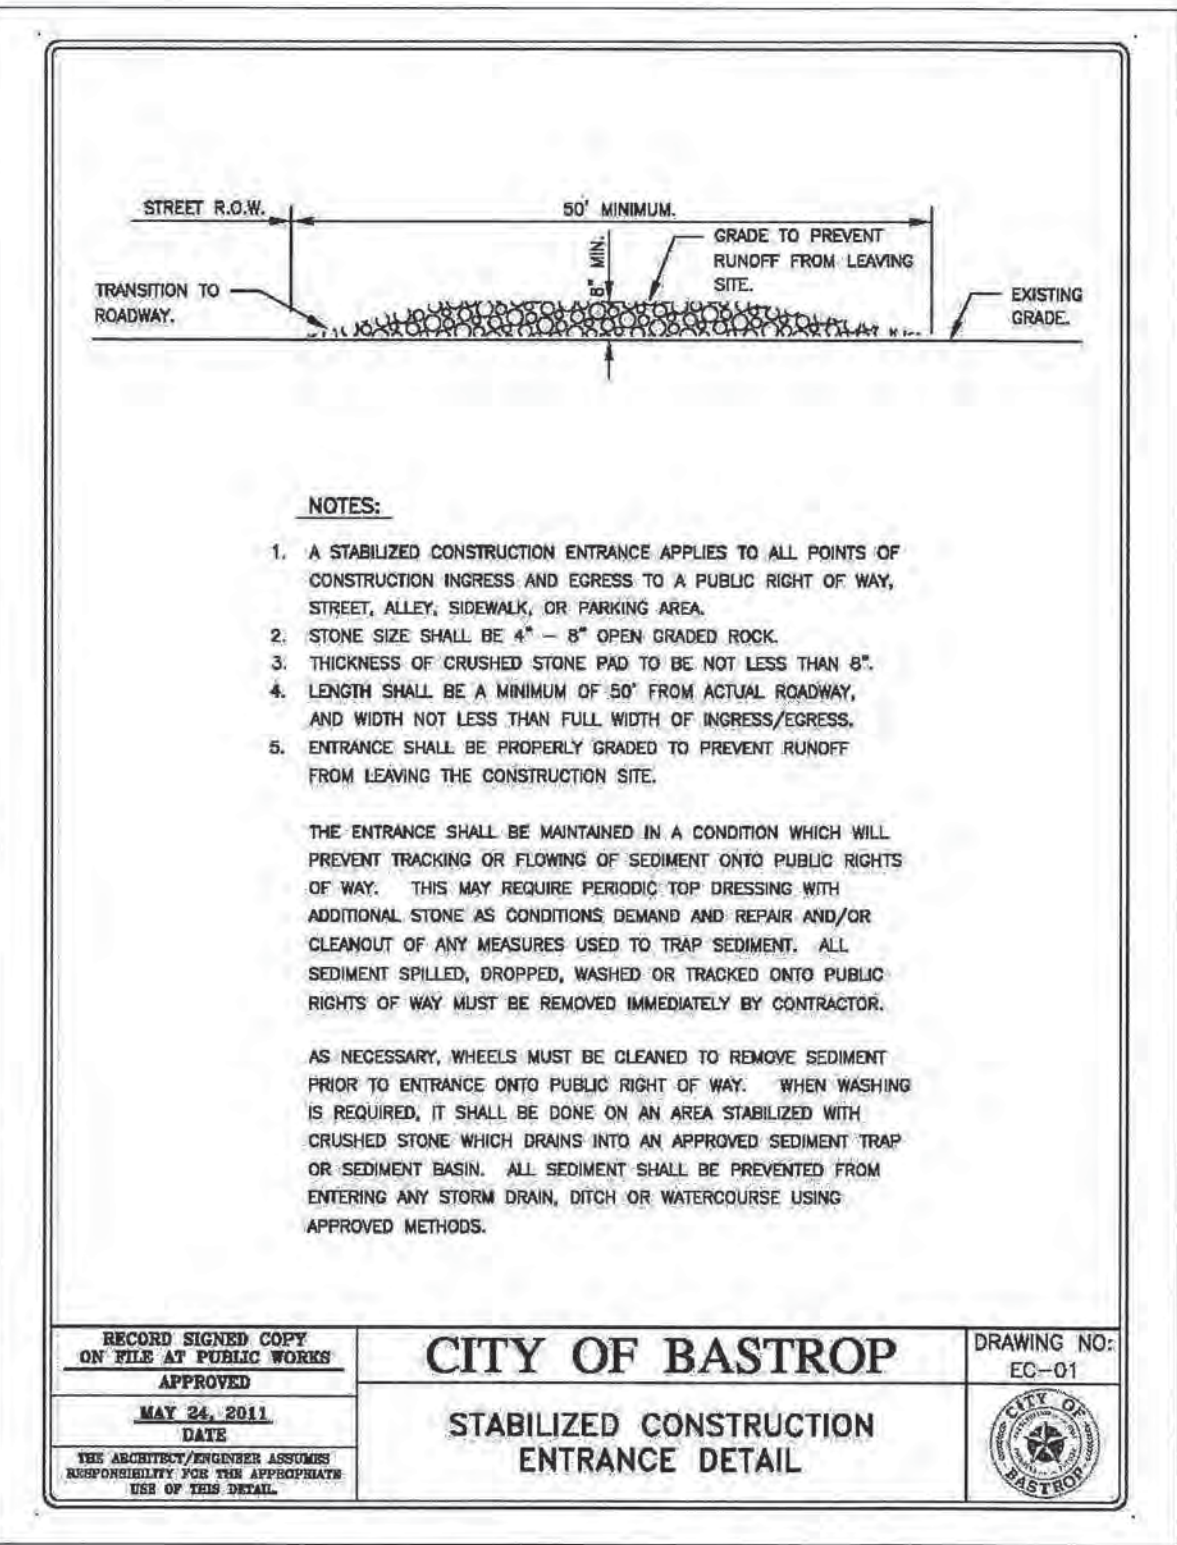 STREET R.O.W.
50' MINIMUM.
8" MIN.
GRADE TO PREVENT
RUNOFF FROM LEAVING
SITE.
TRANSITION TO
ROADWAY.
EXISTING
GRADE.
NOTES:
1. A STABILIZED CONSTRUCTION ENTRANCE APPLIES TO ALL POINTS OF
CONSTRUCTION INGRESS AND EGRESS TO A PUBLIC RIGHT OF WAY,
STREET, ALLEY, SIDEWALK, OR PARKING AREA.
2. STONE SIZE SHALL BE 4" – 8" OPEN GRADED ROCK.
3. THICKNESS OF CRUSHED STONE PAD TO BE NOT LESS THAN 8".
4. LENGTH SHALL BE A MINIMUM OF 50' FROM ACTUAL ROADWAY,
AND WIDTH NOT LESS THAN FULL WIDTH OF INGRESS/EGRESS.
5. ENTRANCE SHALL BE PROPERLY GRADED TO PREVENT RUNOFF
FROM LEAVING THE CONSTRUCTION SITE.
THE ENTRANCE SHALL BE MAINTAINED IN A CONDITION WHICH WILL
PREVENT TRACKING OR FLOWING OF SEDIMENT ONTO PUBLIC RIGHTS
OF WAY. THIS MAY REQUIRE PERIODIC TOP DRESSING WITH
ADDITIONAL STONE AS CONDITIONS DEMAND AND REPAIR AND/OR
CLEANOUT OF ANY MEASURES USED TO TRAP SEDIMENT. ALL
SEDIMENT SPILLED, DROPPED, WASHED OR TRACKED ONTO PUBLIC
RIGHTS OF WAY MUST BE REMOVED IMMEDIATELY BY CONTRACTOR.
AS NECESSARY, WHEELS MUST BE CLEANED TO REMOVE SEDIMENT
PRIOR TO ENTRANCE ONTO PUBLIC RIGHT OF WAY. WHEN WASHING
IS REQUIRED, IT SHALL BE DONE ON AN AREA STABILIZED WITH
CRUSHED STONE WHICH DRAINS INTO AN APPROVED SEDIMENT TRAP
OR SEDIMENT BASIN. ALL SEDIMENT SHALL BE PREVENTED FROM
ENTERING ANY STORM DRAIN, DITCH OR WATERCOURSE USING
APPROVED METHODS.
RECORD SIGNED COPY
ON FILE AT PUBLIC WORKS
APPROVED
MAY 24, 2011
DATE
THE ARCHITECT/ENGINEER ASSUMES
RESPONSIBILITY FOR THE APPROPRIATE
USE OF THIS DETAIL.
CITY OF BASTROP
STABILIZED CONSTRUCTION
ENTRANCE DETAIL
DRAWING NO:
EC-01
CITY OF
BASTROP